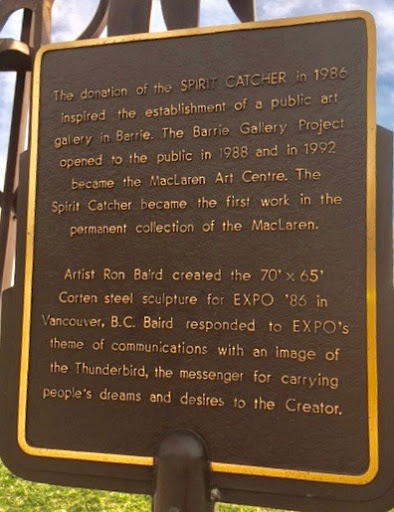 The donation of the SPIRIT CATCHER in 1986
inspired the establishment of a public art
gallery in Barrie. The Barrie Gallery Project
opened to the public in 1988 and in 1992
became the MacLaren Art Centre. The
Spirit Catcher became the first work in the
permanent collection of the MacLaren.
Artist Ron Baird created the 70' x 65'
Corten steel sculpture for EXPO '86 in
Vancouver, B.C. Baird responded to EXPO's
theme of communications with an image of
the Thunderbird, the messenger for carrying
people's dreams and desires to the Creator.